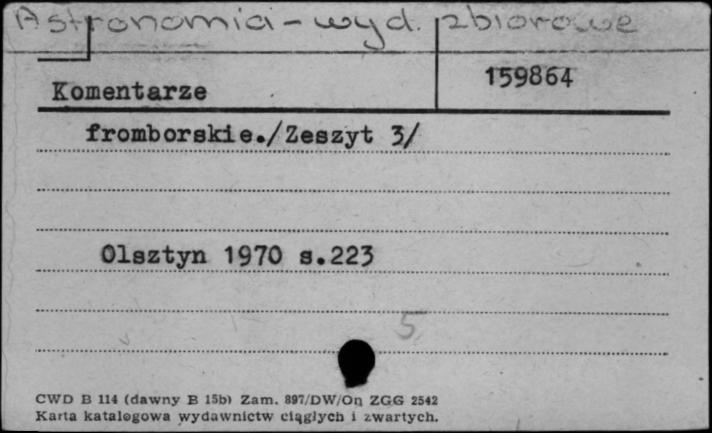 Astronomia - wyd. zbiorowe
159864
Komentarze
fromborskie./Zeszyt 3/
Olsztyn 1970 s.223
5
CWD B 114 (dawny B 15b) Zam. 897/DW/On ZGG 2542
Karta katalogowa wydawnictw ciągłych i zwartych.